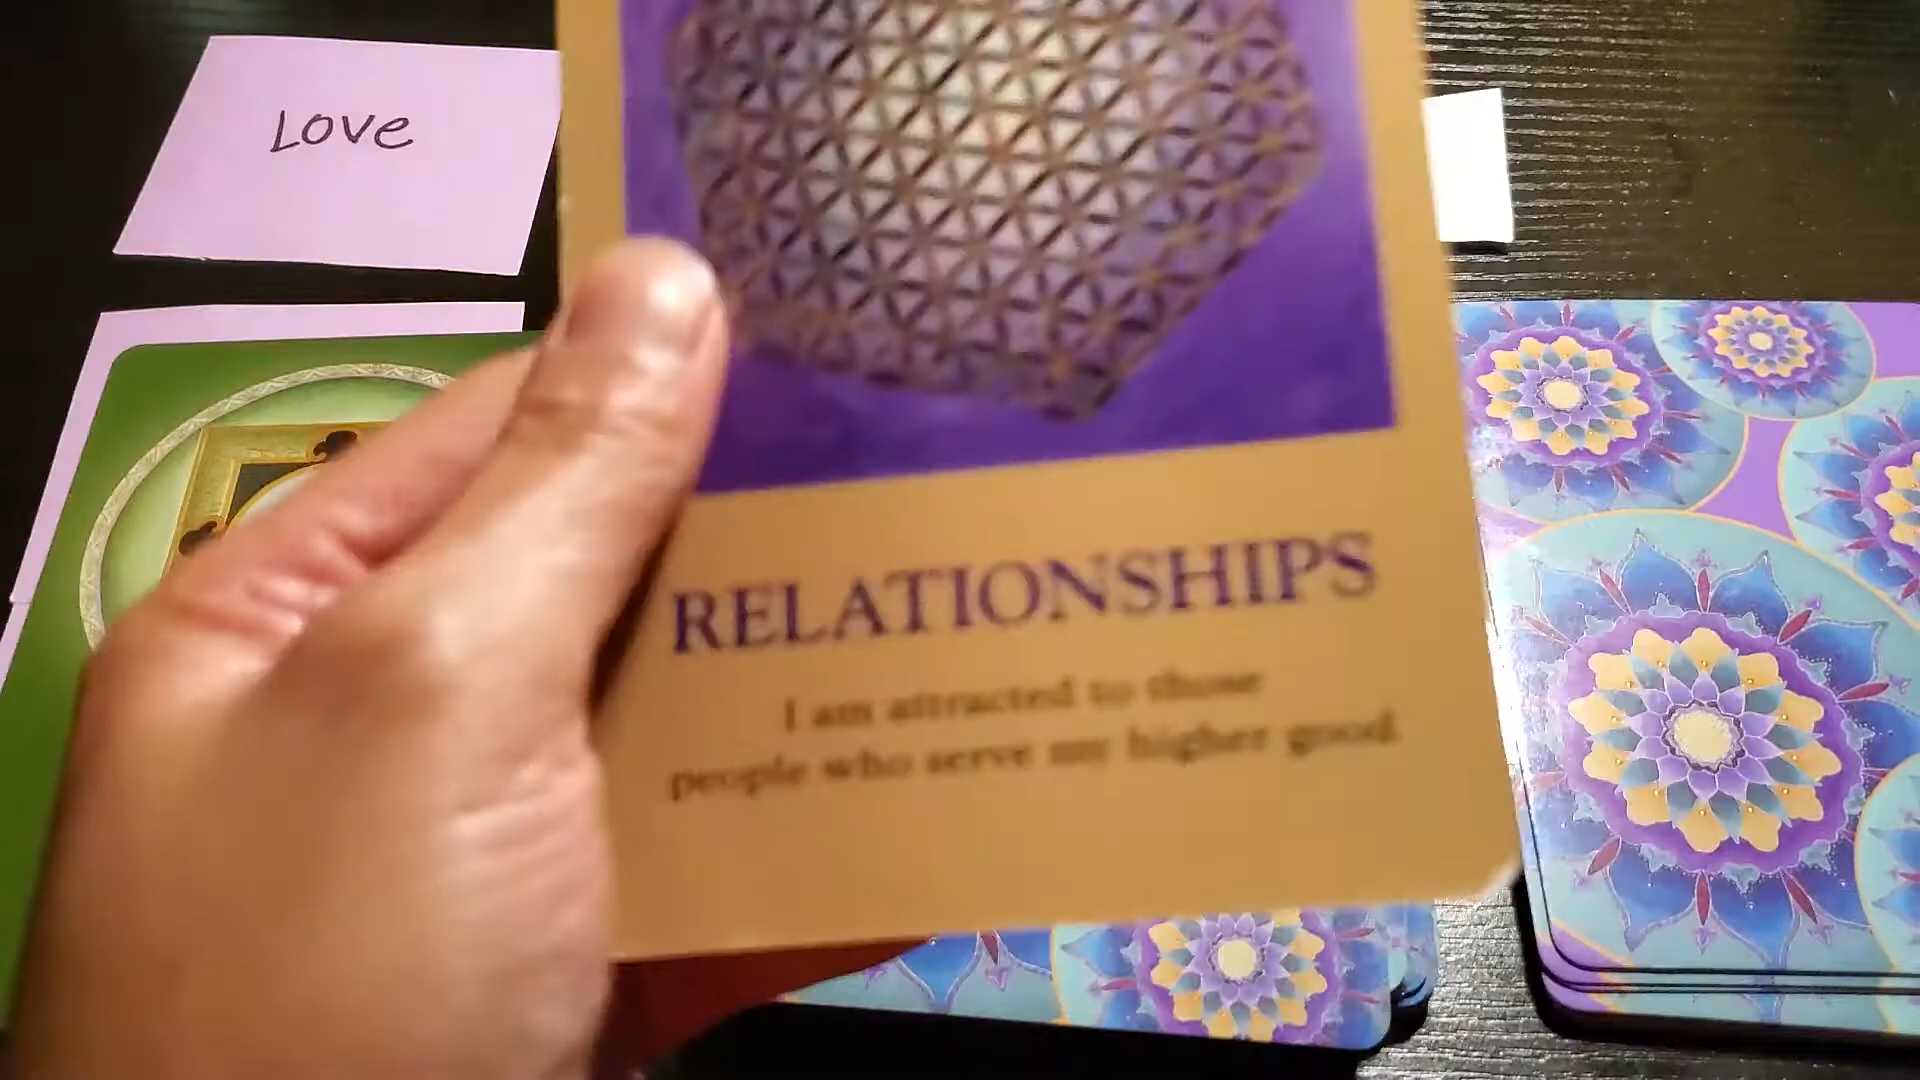 Love
RELATIONSHIPS
I am attracted to those
people who serve my higher good.